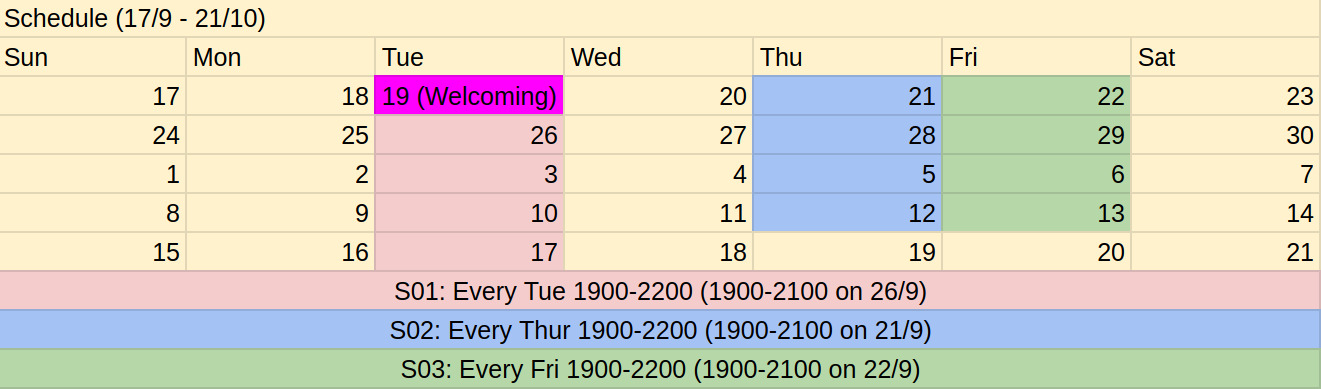 Schedule (17/9 - 21/10)
Sun Mon Tue Wed Thu Fri Sat
17 18 19 (Welcoming) 20 21 22 23
24 25 26 27 28 29 30
1 2 3 4 5 6 7
8 9 10 11 12 13 14
15 16 17 18 19 20 21
S01: Every Tue 1900-2200 (1900-2100 on 26/9)
S02: Every Thur 1900-2200 (1900-2100 on 21/9)
S03: Every Fri 1900-2200 (1900-2100 on 22/9)